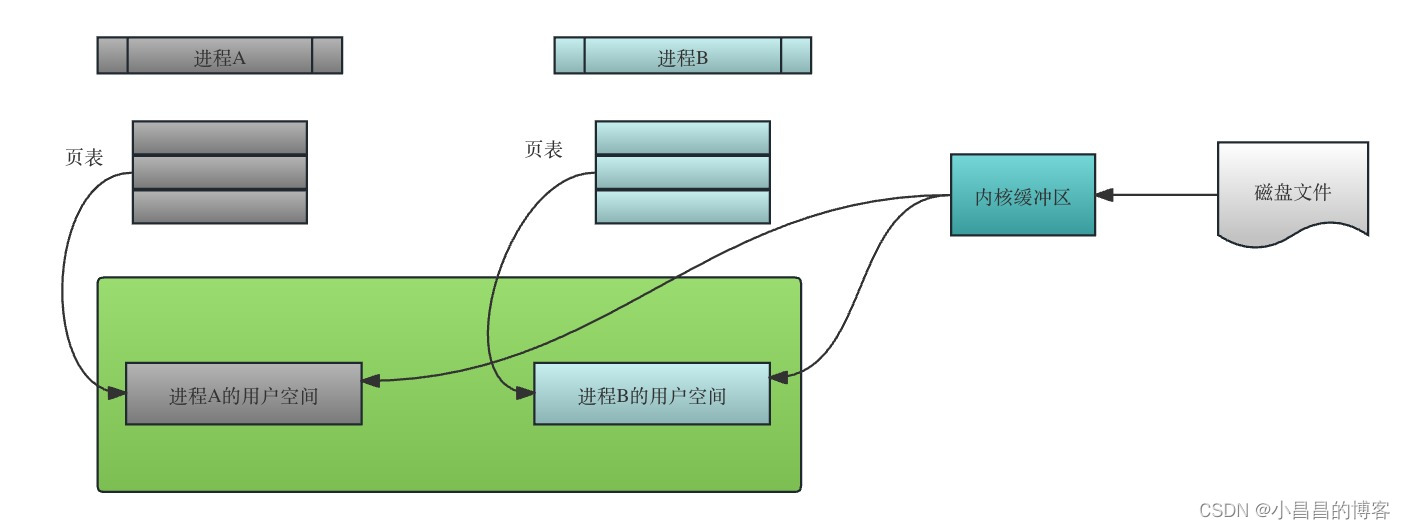 进程A
进程B
页表
页表
内核缓冲区
磁盘文件
进程A的用户空间
进程B的用户空间
CSDN @小昌昌的博客